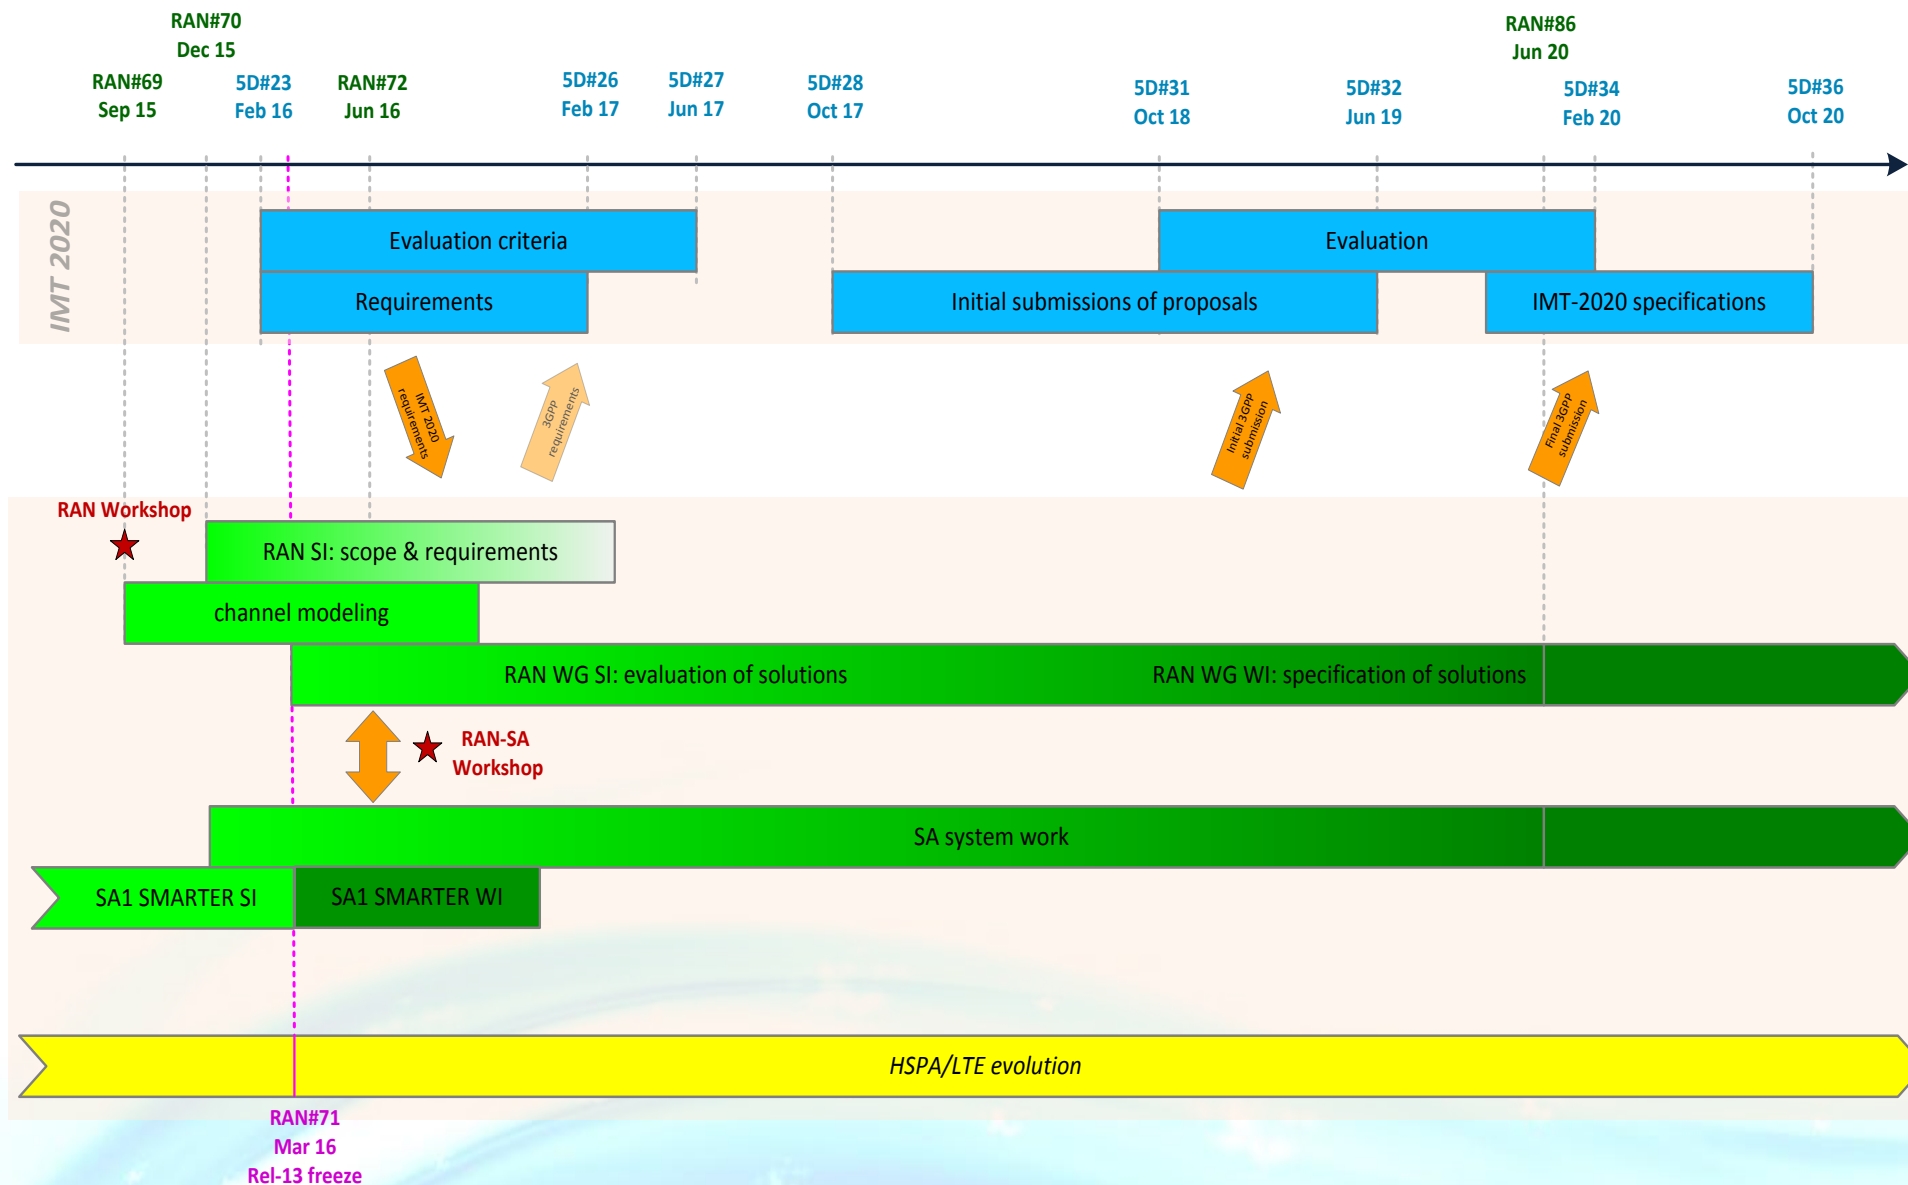 RAN#70
Dec 15
RAN#86
Jun 20
RAN#69
Sep 15
5D#23
Feb 16
RAN#72
Jun 16
5D#26
Feb 17
5D#27
Jun 17
5D#28
Oct 17
5D#31
Oct 18
5D#32
Jun 19
5D#34
Feb 20
5D#36
Oct 20
IMT 2020
Evaluation criteria
Evaluation
Requirements
Initial submissions of proposals
IMT-2020 specifications
IMT 2020
requirements
3GPP
requirements
Initial 3GPP
submission
Final 3GPP
submission
RAN Workshop
RAN SI: scope & requirements
channel modeling
RAN WG SI: evaluation of solutions
RAN WG WI: specification of solutions
RAN-SA
Workshop
SA system work
SA1 SMARTER SI
SA1 SMARTER WI
HSPA/LTE evolution
RAN#71
Mar 16
Rel-13 freeze